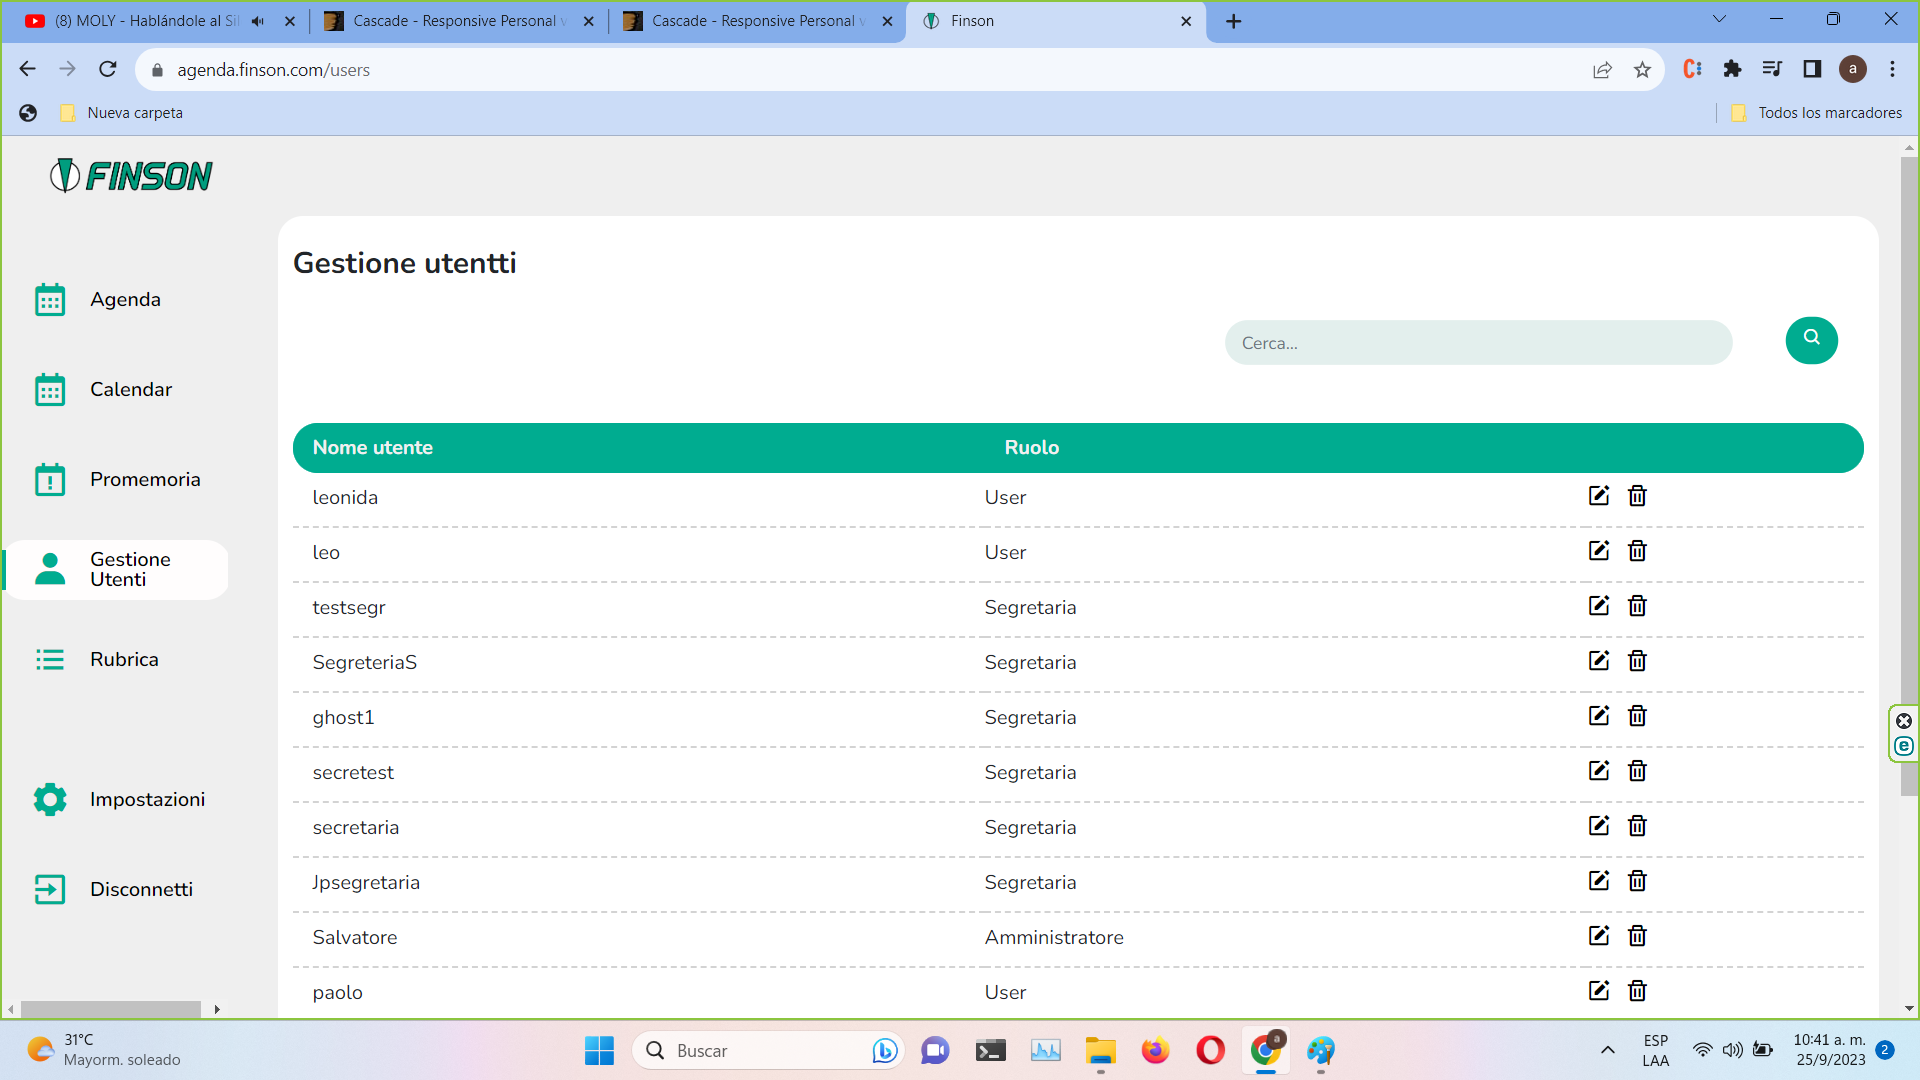 (8) MOLY - Hablándole al Si
Cascade - Responsive Personal v
Cascade - Responsive Personal v
Finson
agenda.finson.com/users
a
Nueva carpeta
Todos los marcadores
FINSON
Gestione utentti
Agenda
Cerca...
Calendar
Nome utente Ruolo
Promemoria
leonida User
leo User
Gestione
Utenti
testsegr Segretaria
SegreteriaS Segretaria
Rubrica
ghost1 Segretaria
secretest Segretaria
Impostazioni
secretaria Segretaria
Jpsegretaria Segretaria
Disconnetti
Salvatore Amministratore
paolo User
31°C
Mayorm. soleado
Buscar
a
ESP
LAA
10:41 a. m.
25/9/2023
2